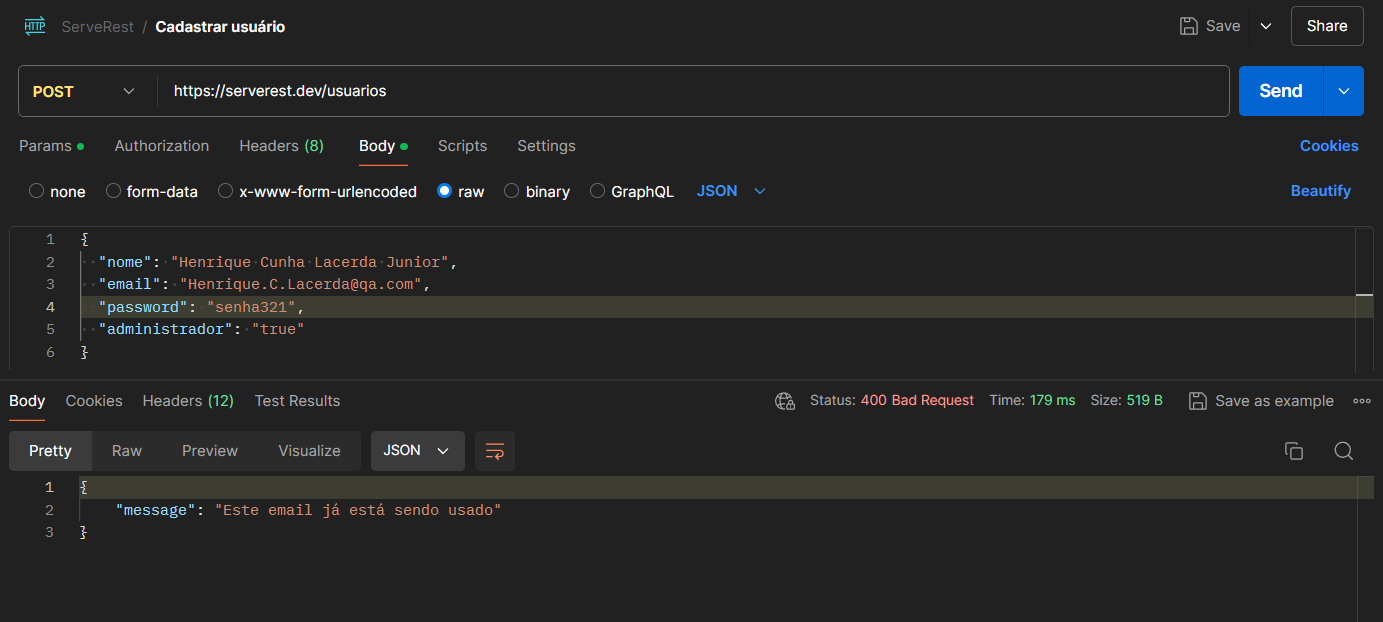 HTTP ServeRest / Cadastrar usuário Save Share
POST https://serverest.dev/usuarios Send
Params Authorization Headers (8) Body Scripts Settings Cookies
none form-data x-www-form-urlencoded raw binary GraphQL JSON Beautify
1 {
2 "nome": "Henrique Cunha Lacerda Junior",
3 "email": "Henrique.C.Lacerda@qa.com",
4 "password": "senha321",
5 "administrador": "true"
6 }
Body Cookies Headers (12) Test Results Status: 400 Bad Request Time: 179 ms Size: 519 B Save as example
Pretty Raw Preview Visualize JSON
1 {
2 "message": "Este email já está sendo usado"
3 }